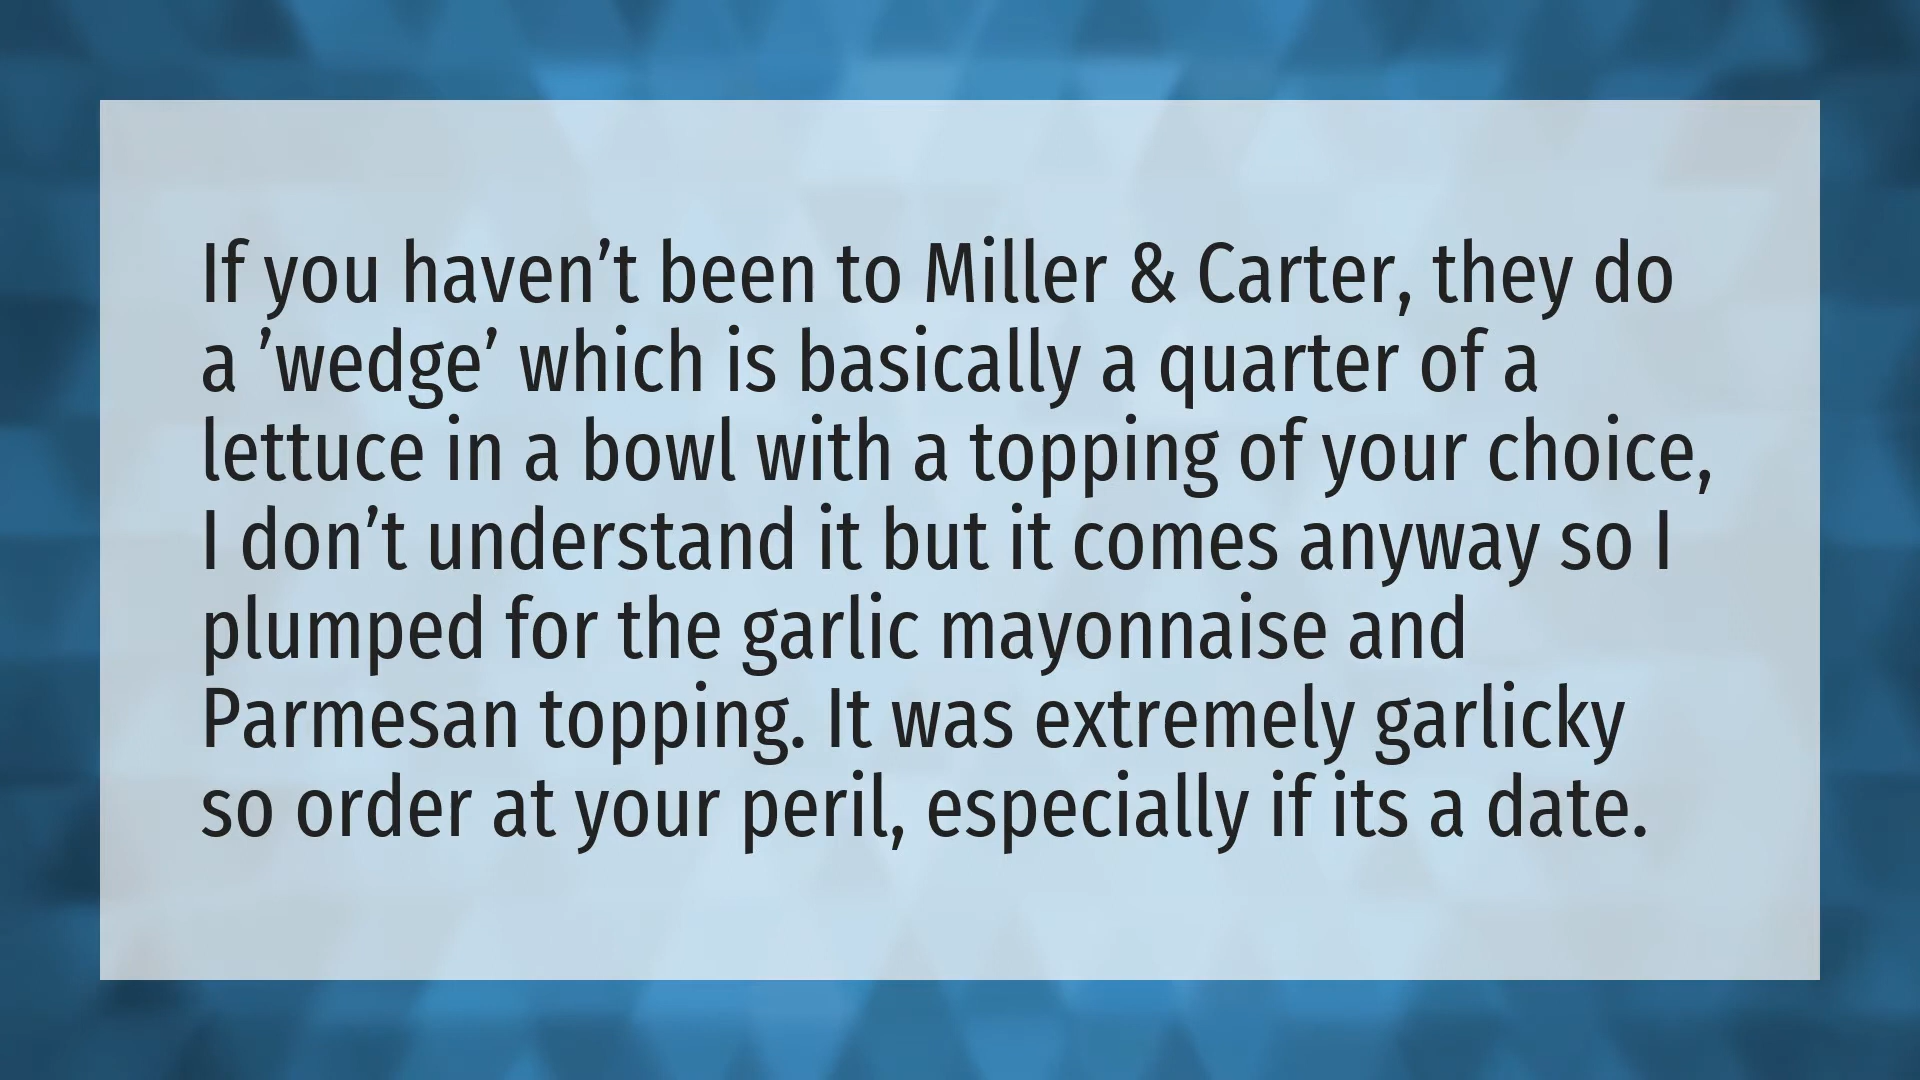 If you haven’t been to Miller & Carter, they do
a ’wedge’ which is basically a quarter of a
lettuce in a bowl with a topping of your choice,
I don’t understand it but it comes anyway so I
plumped for the garlic mayonnaise and
Parmesan topping. It was extremely garlicky
so order at your peril, especially if its a date.